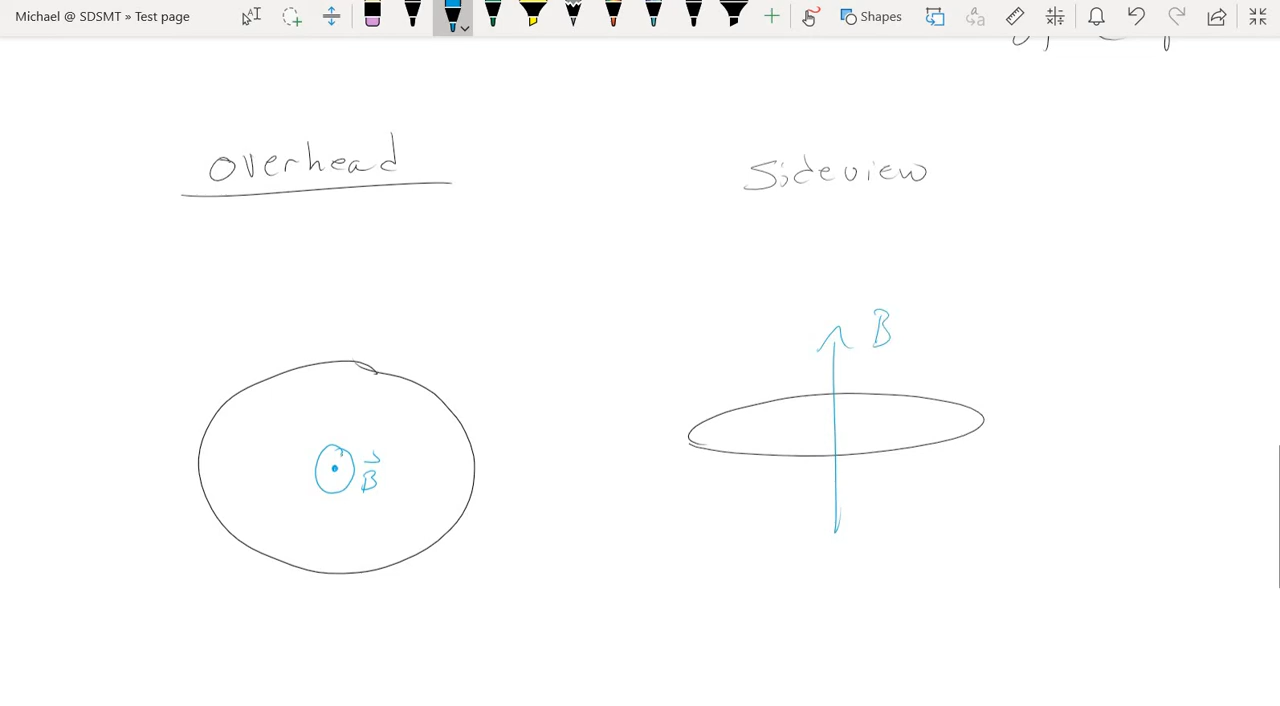 Michael @ SDSMT » Test page
Shapes
overhead
Sideview
B
B